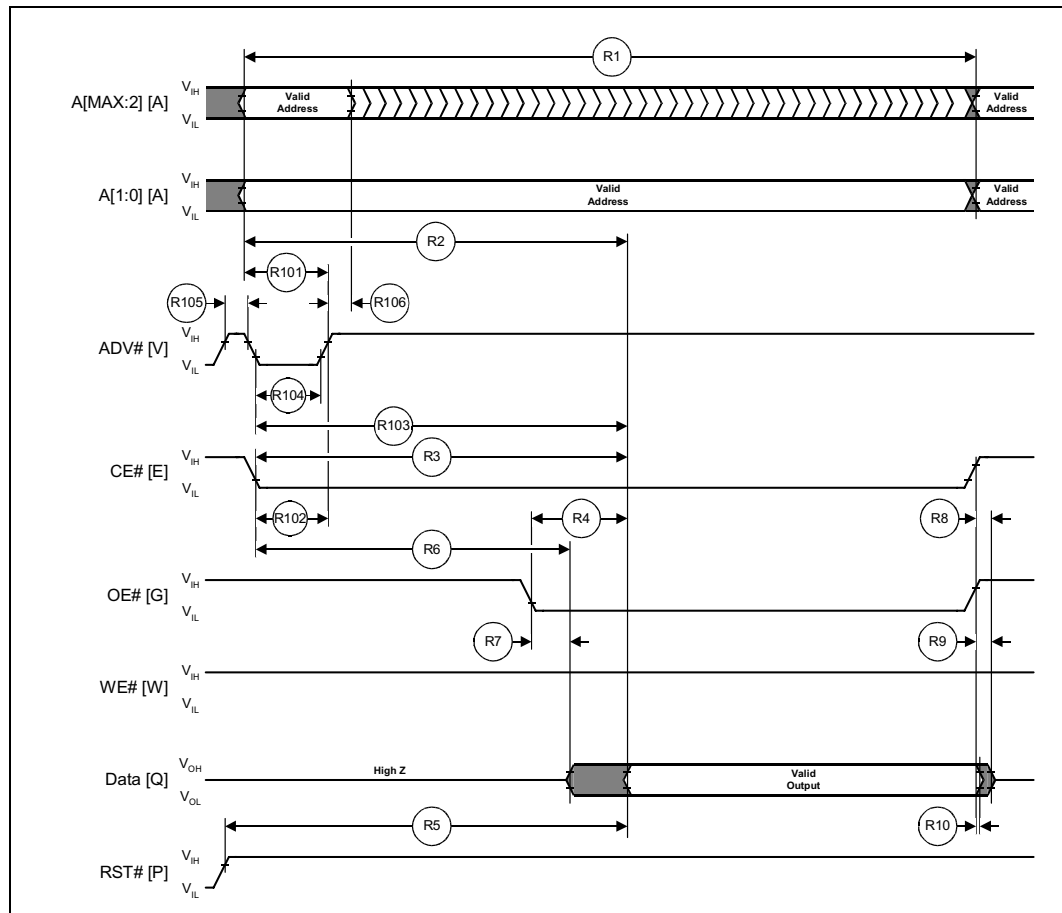 R1
V_IH
A[MAX:2] [A]
Valid
Address
Valid
Address
V_IL
V_IH
A[1:0] [A]
Valid
Address
Valid
Address
V_IL
R2
R101
R105
R106
V_IH
ADV# [V]
V_IL
R104
R103
V_IH
CE# [E]
R3
V_IL
R102
R4
R8
R6
V_IH
OE# [G]
V_IL
R7
R9
V_IH
WE# [W]
V_IL
V_OH
Data [Q]
High Z
Valid
Output
V_OL
R5
R10
V_IH
RST# [P]
V_IL